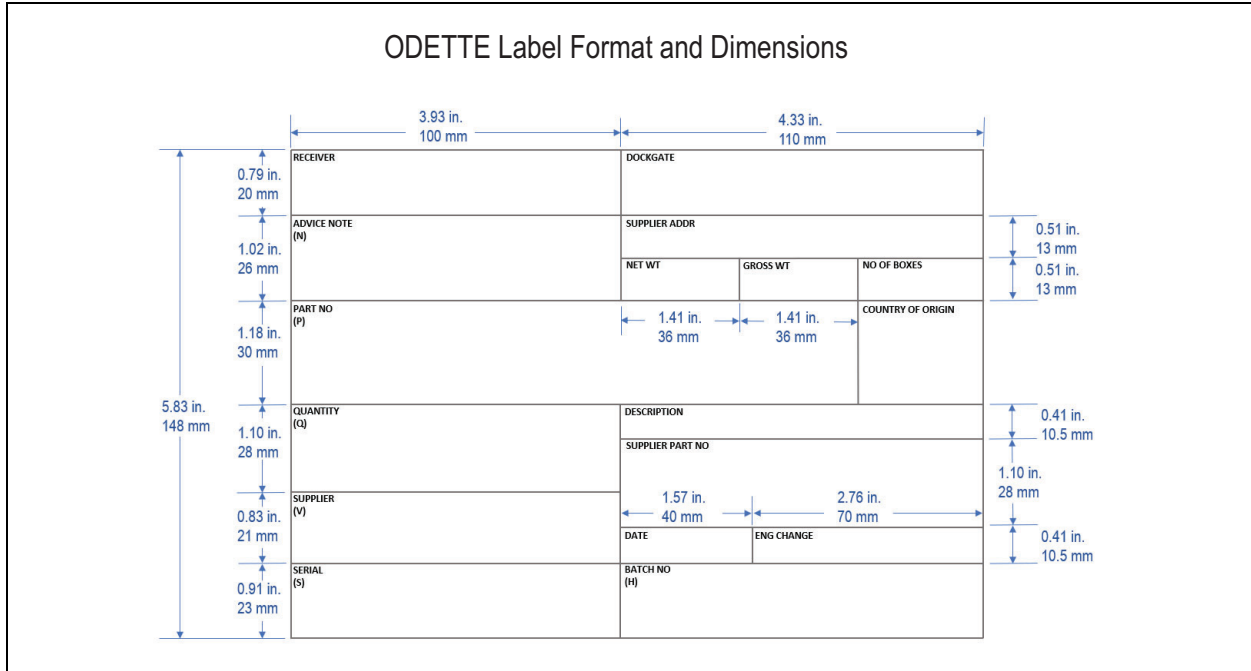 ODETTE Label Format and Dimensions
3.93 in.
100 mm
4.33 in.
110 mm
RECEIVER
DOCKGATE
0.79 in.
20 mm
ADVICE NOTE
(N)
SUPPLIER ADDR
0.51 in.
13 mm
1.02 in.
26 mm
NET WT
GROSS WT
NO OF BOXES
0.51 in.
13 mm
PART NO
(P)
1.41 in.
36 mm
1.41 in.
36 mm
COUNTRY OF ORIGIN
1.18 in.
30 mm
5.83 in.
148 mm
QUANTITY
(Q)
DESCRIPTION
0.41 in.
10.5 mm
1.10 in.
28 mm
SUPPLIER PART NO
1.10 in.
28 mm
SUPPLIER
(V)
1.57 in.
40 mm
2.76 in.
70 mm
0.83 in.
21 mm
DATE
ENG CHANGE
0.41 in.
10.5 mm
SERIAL
(S)
BATCH NO
(H)
0.91 in.
23 mm